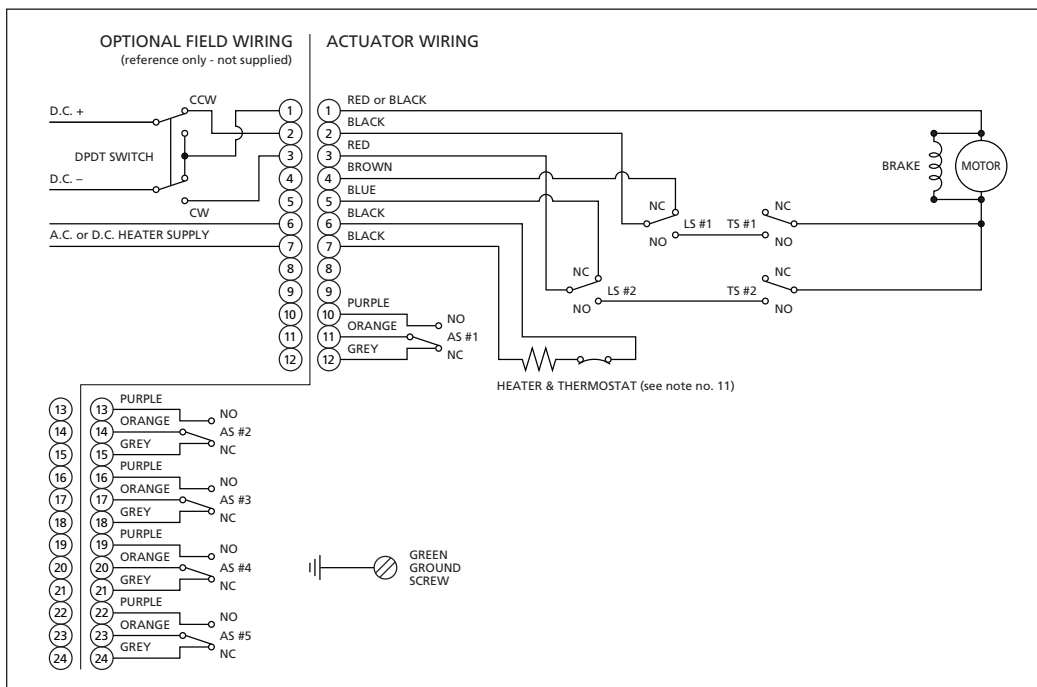 OPTIONAL FIELD WIRING
(reference only - not supplied)
ACTUATOR WIRING
D.C. +
CCW
DPDT SWITCH
D.C. –
CW
A.C. or D.C. HEATER SUPPLY
1
2
3
4
5
6
7
8
9
10
11
12
1 RED or BLACK
2 BLACK
3 RED
4 BROWN
5 BLUE
6 BLACK
7 BLACK
8
9
10 PURPLE
11 ORANGE
12 GREY
NO
AS #1
NC
BRAKE
MOTOR
NC
LS #1
NO
NC
TS #1
NO
NC
LS #2
NO
NC
TS #2
NO
HEATER & THERMOSTAT (see note no. 11)
13
14
15
16
17
18
19
20
21
22
23
24
13 PURPLE
14 ORANGE
15 GREY
NO
AS #2
NC
16 PURPLE
17 ORANGE
18 GREY
NO
AS #3
NC
19 PURPLE
20 ORANGE
21 GREY
NO
AS #4
NC
22 PURPLE
23 ORANGE
24 GREY
NO
AS #5
NC
GREEN
GROUND
SCREW